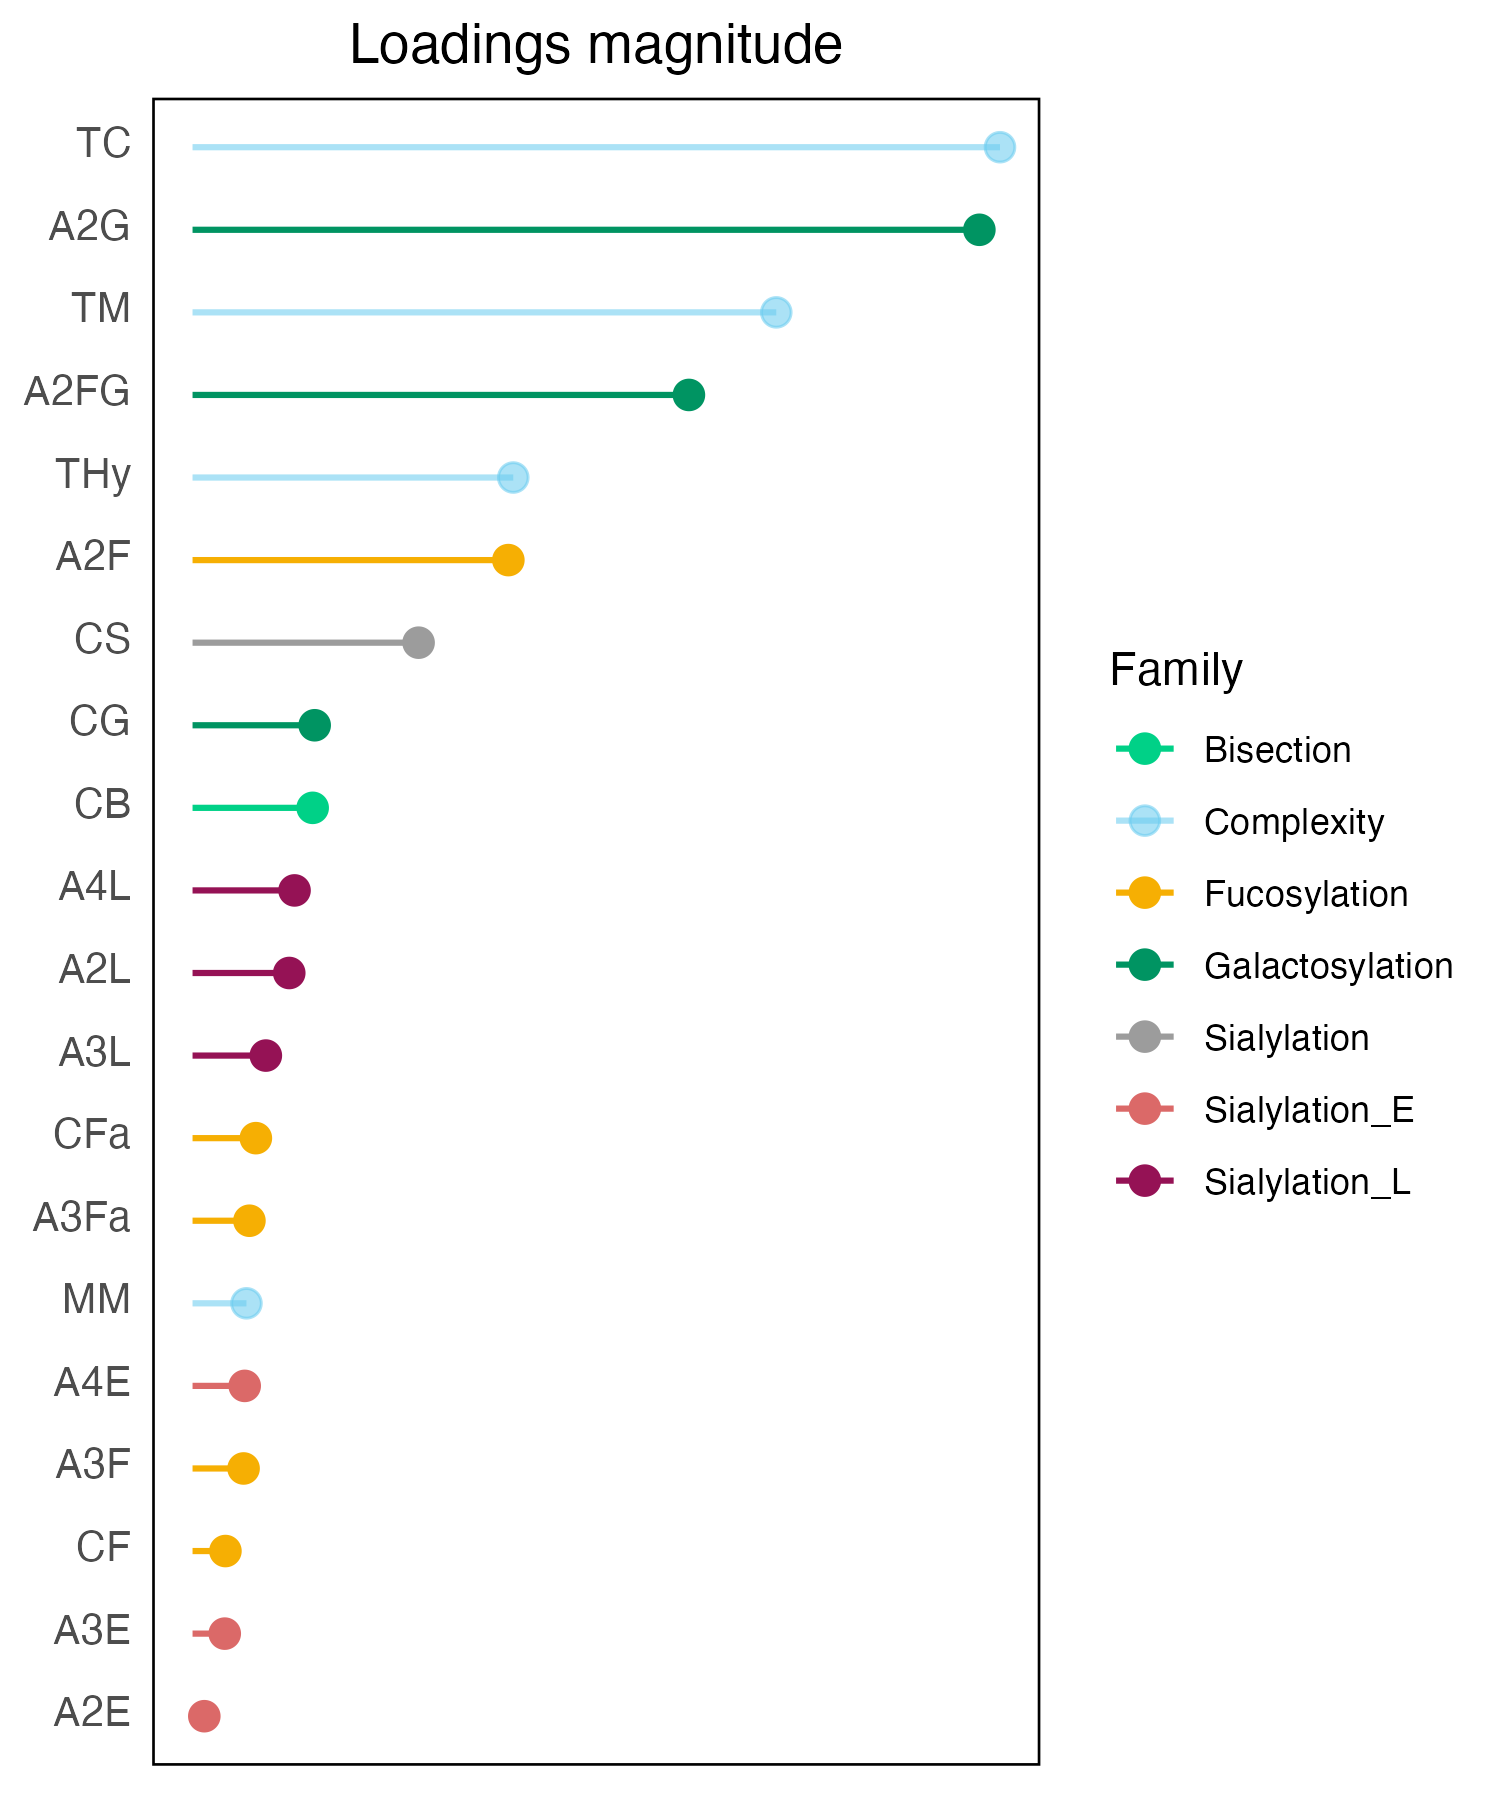 Loadings magnitude
TC
A2G
TM
A2FG
THy
A2F
CS
CG
CB
A4L
A2L
A3L
CFa
A3Fa
MM
A4E
A3F
CF
A3E
A2E
Family
Bisection
Complexity
Fucosylation
Galactosylation
Sialylation
Sialylation_E
Sialylation_L